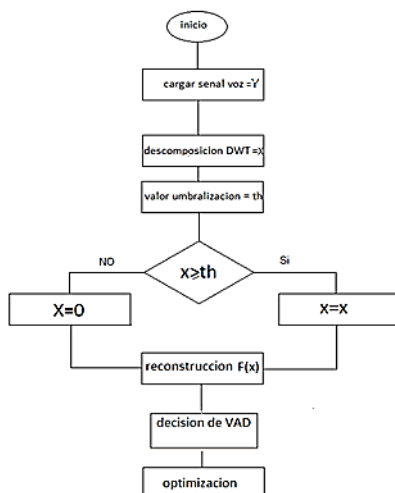 inicio
cargar senal voz =Y
descomposicion DWT =X
valor umbralizacion = th
x≥th
NO
Si
X=0
x=x
reconstruccion F(x)
decision de VAD
optimizacion